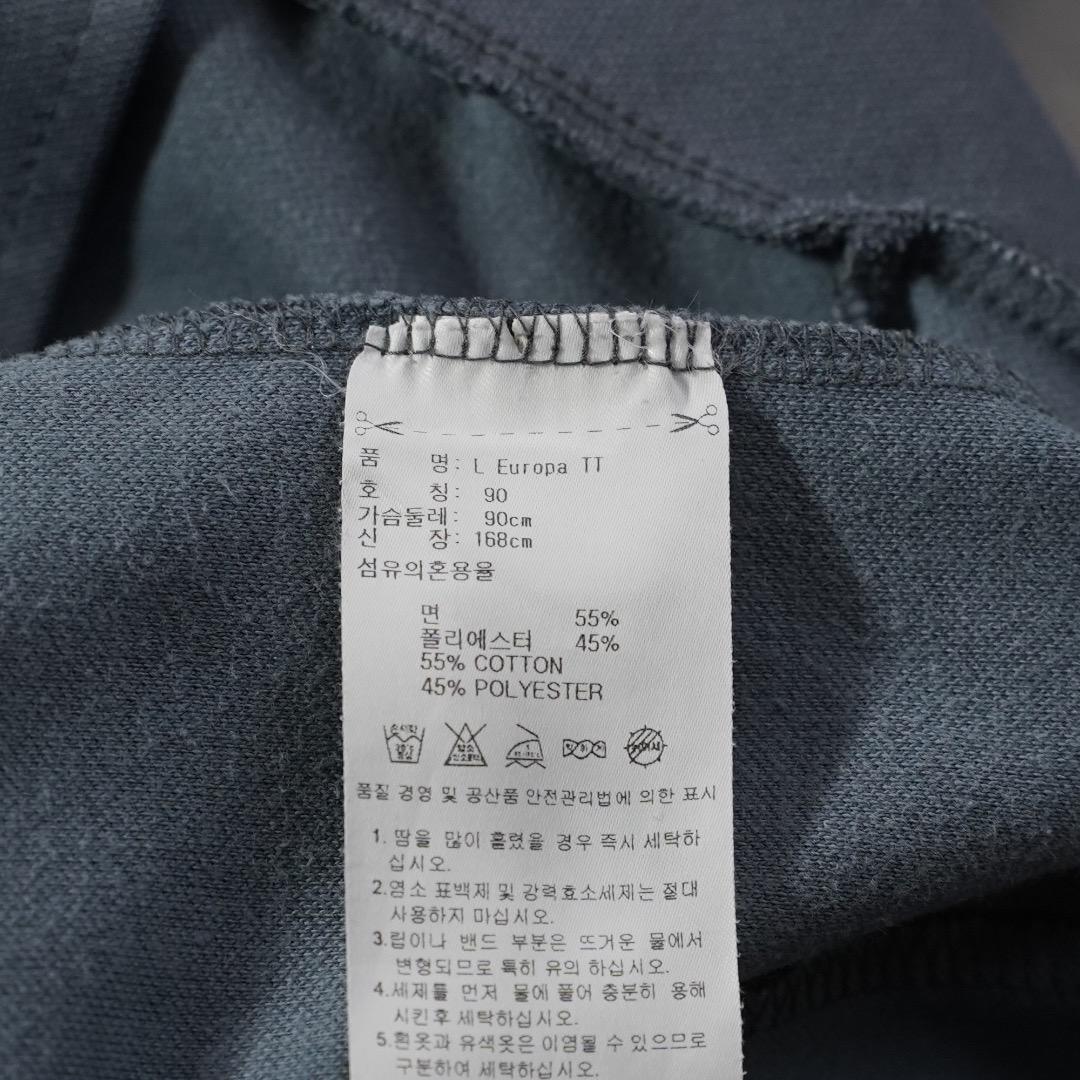 품 명: L Europa TT
호 칭: 90
가슴둘레: 90cm
신 장: 168cm
섬유의혼용율
면 55%
폴리에스터 45%
55% COTTON
45% POLYESTER
품질 경영 및 공산품 안전관리법에 의한 표시
1. 땀을 많이 흘렸을 경우 즉시 세탁하
십시오.
2.염소 표백제 및 강력효소세제는 절대
사용하지 마십시오.
3.립이나 밴드 부분은 뜨거운 물에서
변형되므로 특히 유의 하십시오.
4.세제를 먼저 물에 풀어 충분히 용해
시킨후 세탁하십시오.
5.흰옷과 유색옷은 이염될 수 있으므로
구분하여 세탁하십시오.